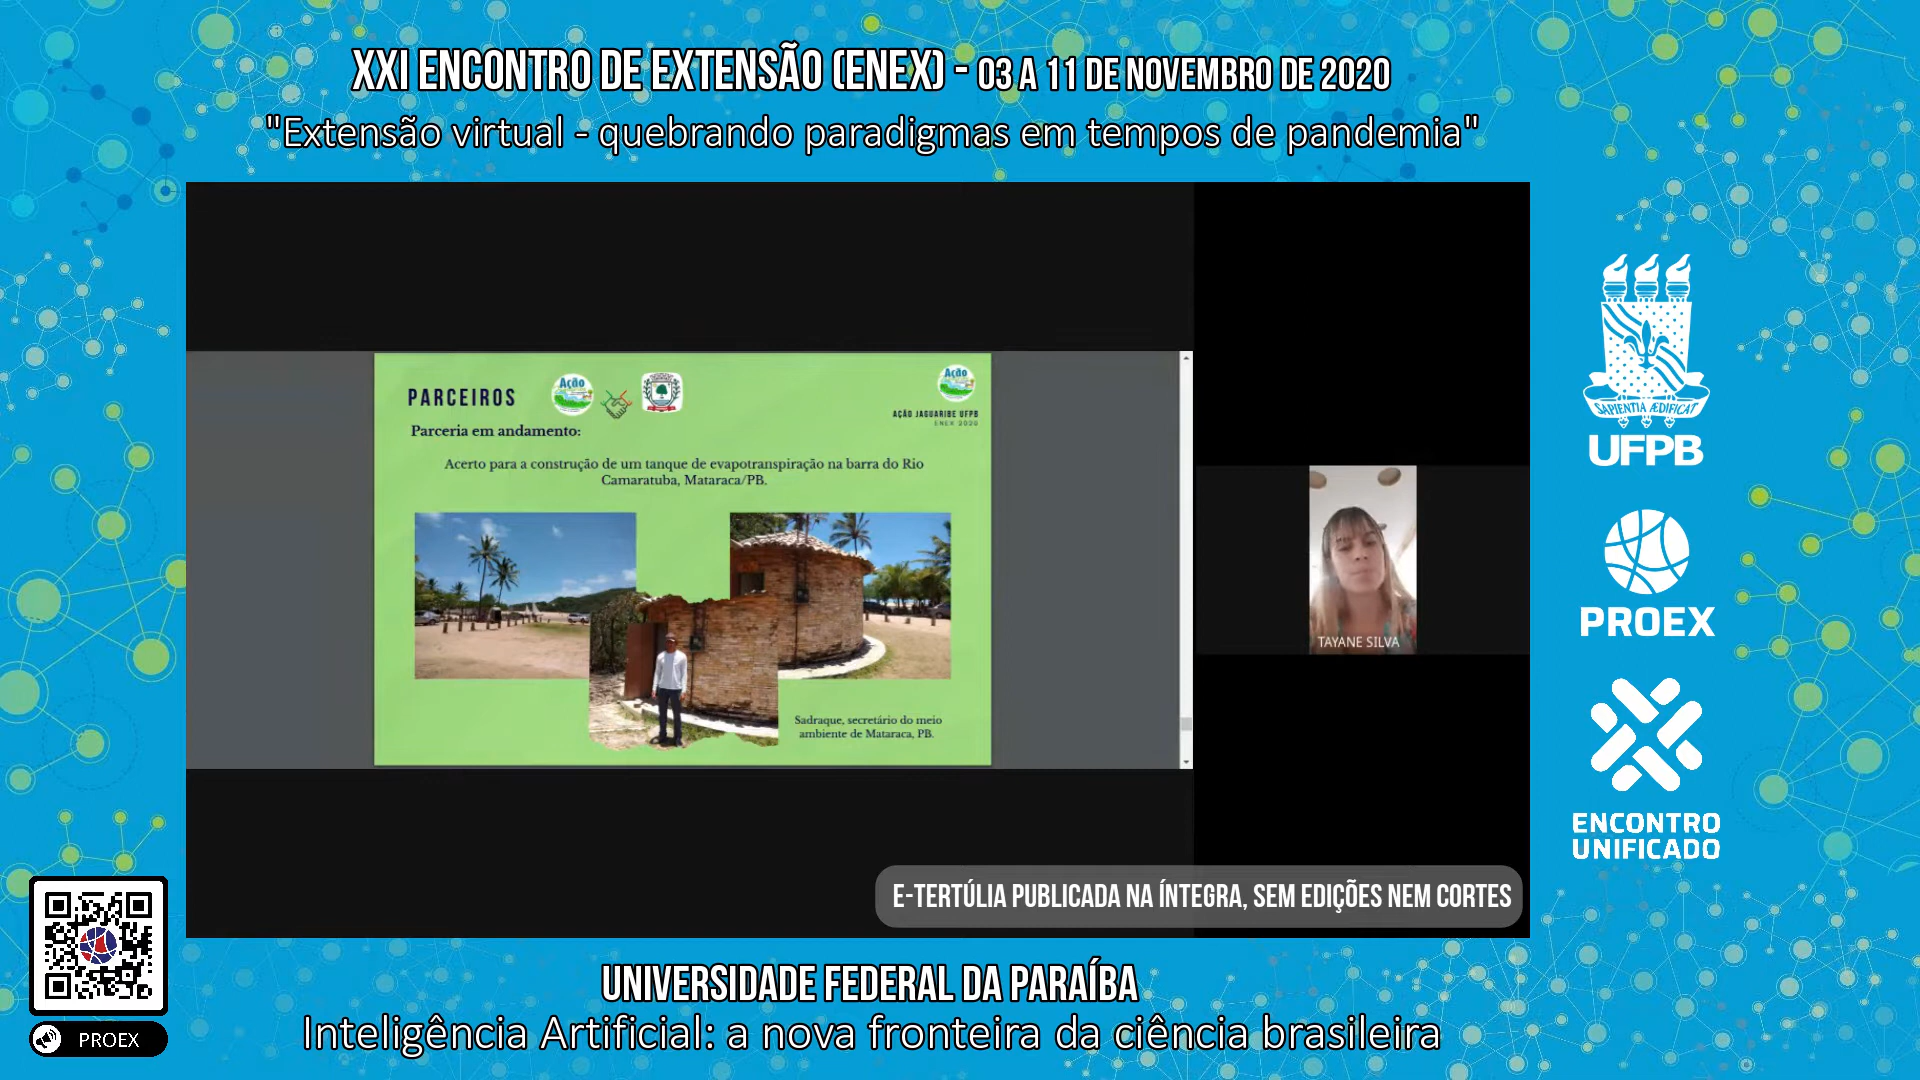 XXI ENCONTRO DE EXTENSÃO (ENEX) - 03 A 11 DE NOVEMBRO DE 2020
"Extensão virtual - quebrando paradigmas em tempos de pandemia"
PARCEIROS
Ação
Ação
AÇÃO JAGUARIBE UFPB
ENEX 2020
Parceria em andamento:
Acerto para a construção de um tanque de evapotranspiração na barra do Rio
Camaratuba, Mataraca/PB.
Sadraque, secretário do meio
ambiente de Mataraca, PB.
TAYANE SILVA
SAPIENTIA ÆDIFICAT
UFPB
PROEX
ENCONTRO
UNIFICADO
E-TERTÚLIA PUBLICADA NA ÍNTEGRA, SEM EDIÇÕES NEM CORTES
PROEX
UNIVERSIDADE FEDERAL DA PARAÍBA
Inteligência Artificial: a nova fronteira da ciência brasileira